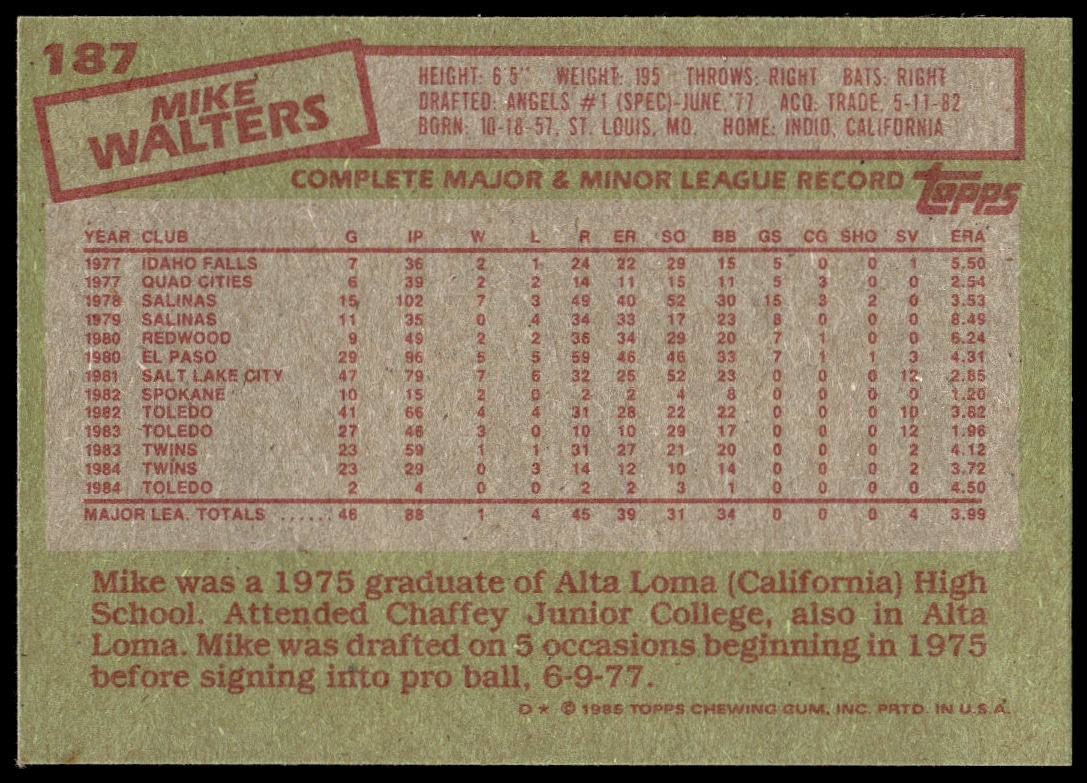 187
MIKE
WALTERS
HEIGHT: 6'5" WEIGHT: 195 THROWS: RIGHT BATS: RIGHT
DRAFTED: ANGELS #1 (SPEC)-JUNE,'77 ACQ: TRADE, 5-11-82
BORN: 10-18-57, ST. LOUIS, MO. HOME: INDIO, CALIFORNIA
COMPLETE MAJOR & MINOR LEAGUE RECORD
topps
YEAR CLUB G IP W L R ER SO BB GS CG SHO SV ERA
1977 IDAHO FALLS 7 36 2 1 24 22 29 15 5 0 0 1 5.50
1977 QUAD CITIES 6 39 2 2 14 11 15 11 5 3 0 0 2.54
1978 SALINAS 15 102 7 3 49 40 52 30 15 3 2 0 3.53
1979 SALINAS 11 35 0 4 34 33 17 23 8 0 0 0 8.49
1980 REDWOOD 9 49 2 2 36 34 29 20 7 1 0 0 6.24
1980 EL PASO 29 96 5 5 59 46 46 33 7 1 1 3 4.31
1981 SALT LAKE CITY 47 79 7 6 32 25 52 23 0 0 0 12 2.85
1982 SPOKANE 10 15 2 0 2 2 4 8 0 0 0 0 1.20
1982 TOLEDO 41 66 4 4 31 28 22 22 0 0 0 10 3.82
1983 TOLEDO 27 46 3 0 10 10 29 17 0 0 0 12 1.96
1983 TWINS 23 59 1 1 31 27 21 20 0 0 0 2 4.12
1984 TWINS 23 29 0 3 14 12 10 14 0 0 0 2 3.72
1984 TOLEDO 2 4 0 0 2 2 3 1 0 0 0 0 4.50
MAJOR LEA. TOTALS ...... 46 88 1 4 45 39 31 34 0 0 0 4 3.99
Mike was a 1975 graduate of Alta Loma (California) High
School. Attended Chaffey Junior College, also in Alta
Loma. Mike was drafted on 5 occasions beginning in 1975
before signing into pro ball, 6-9-77.
D * © 1985 TOPPS CHEWING GUM, INC. PRTD. IN U.S.A.